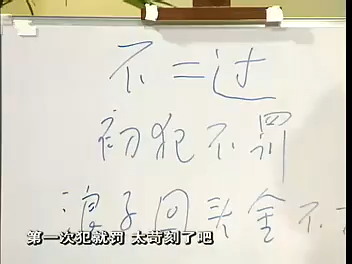 不二过
初犯不罚
浪子回头金不
第一次犯就罚 太苛刻了吧